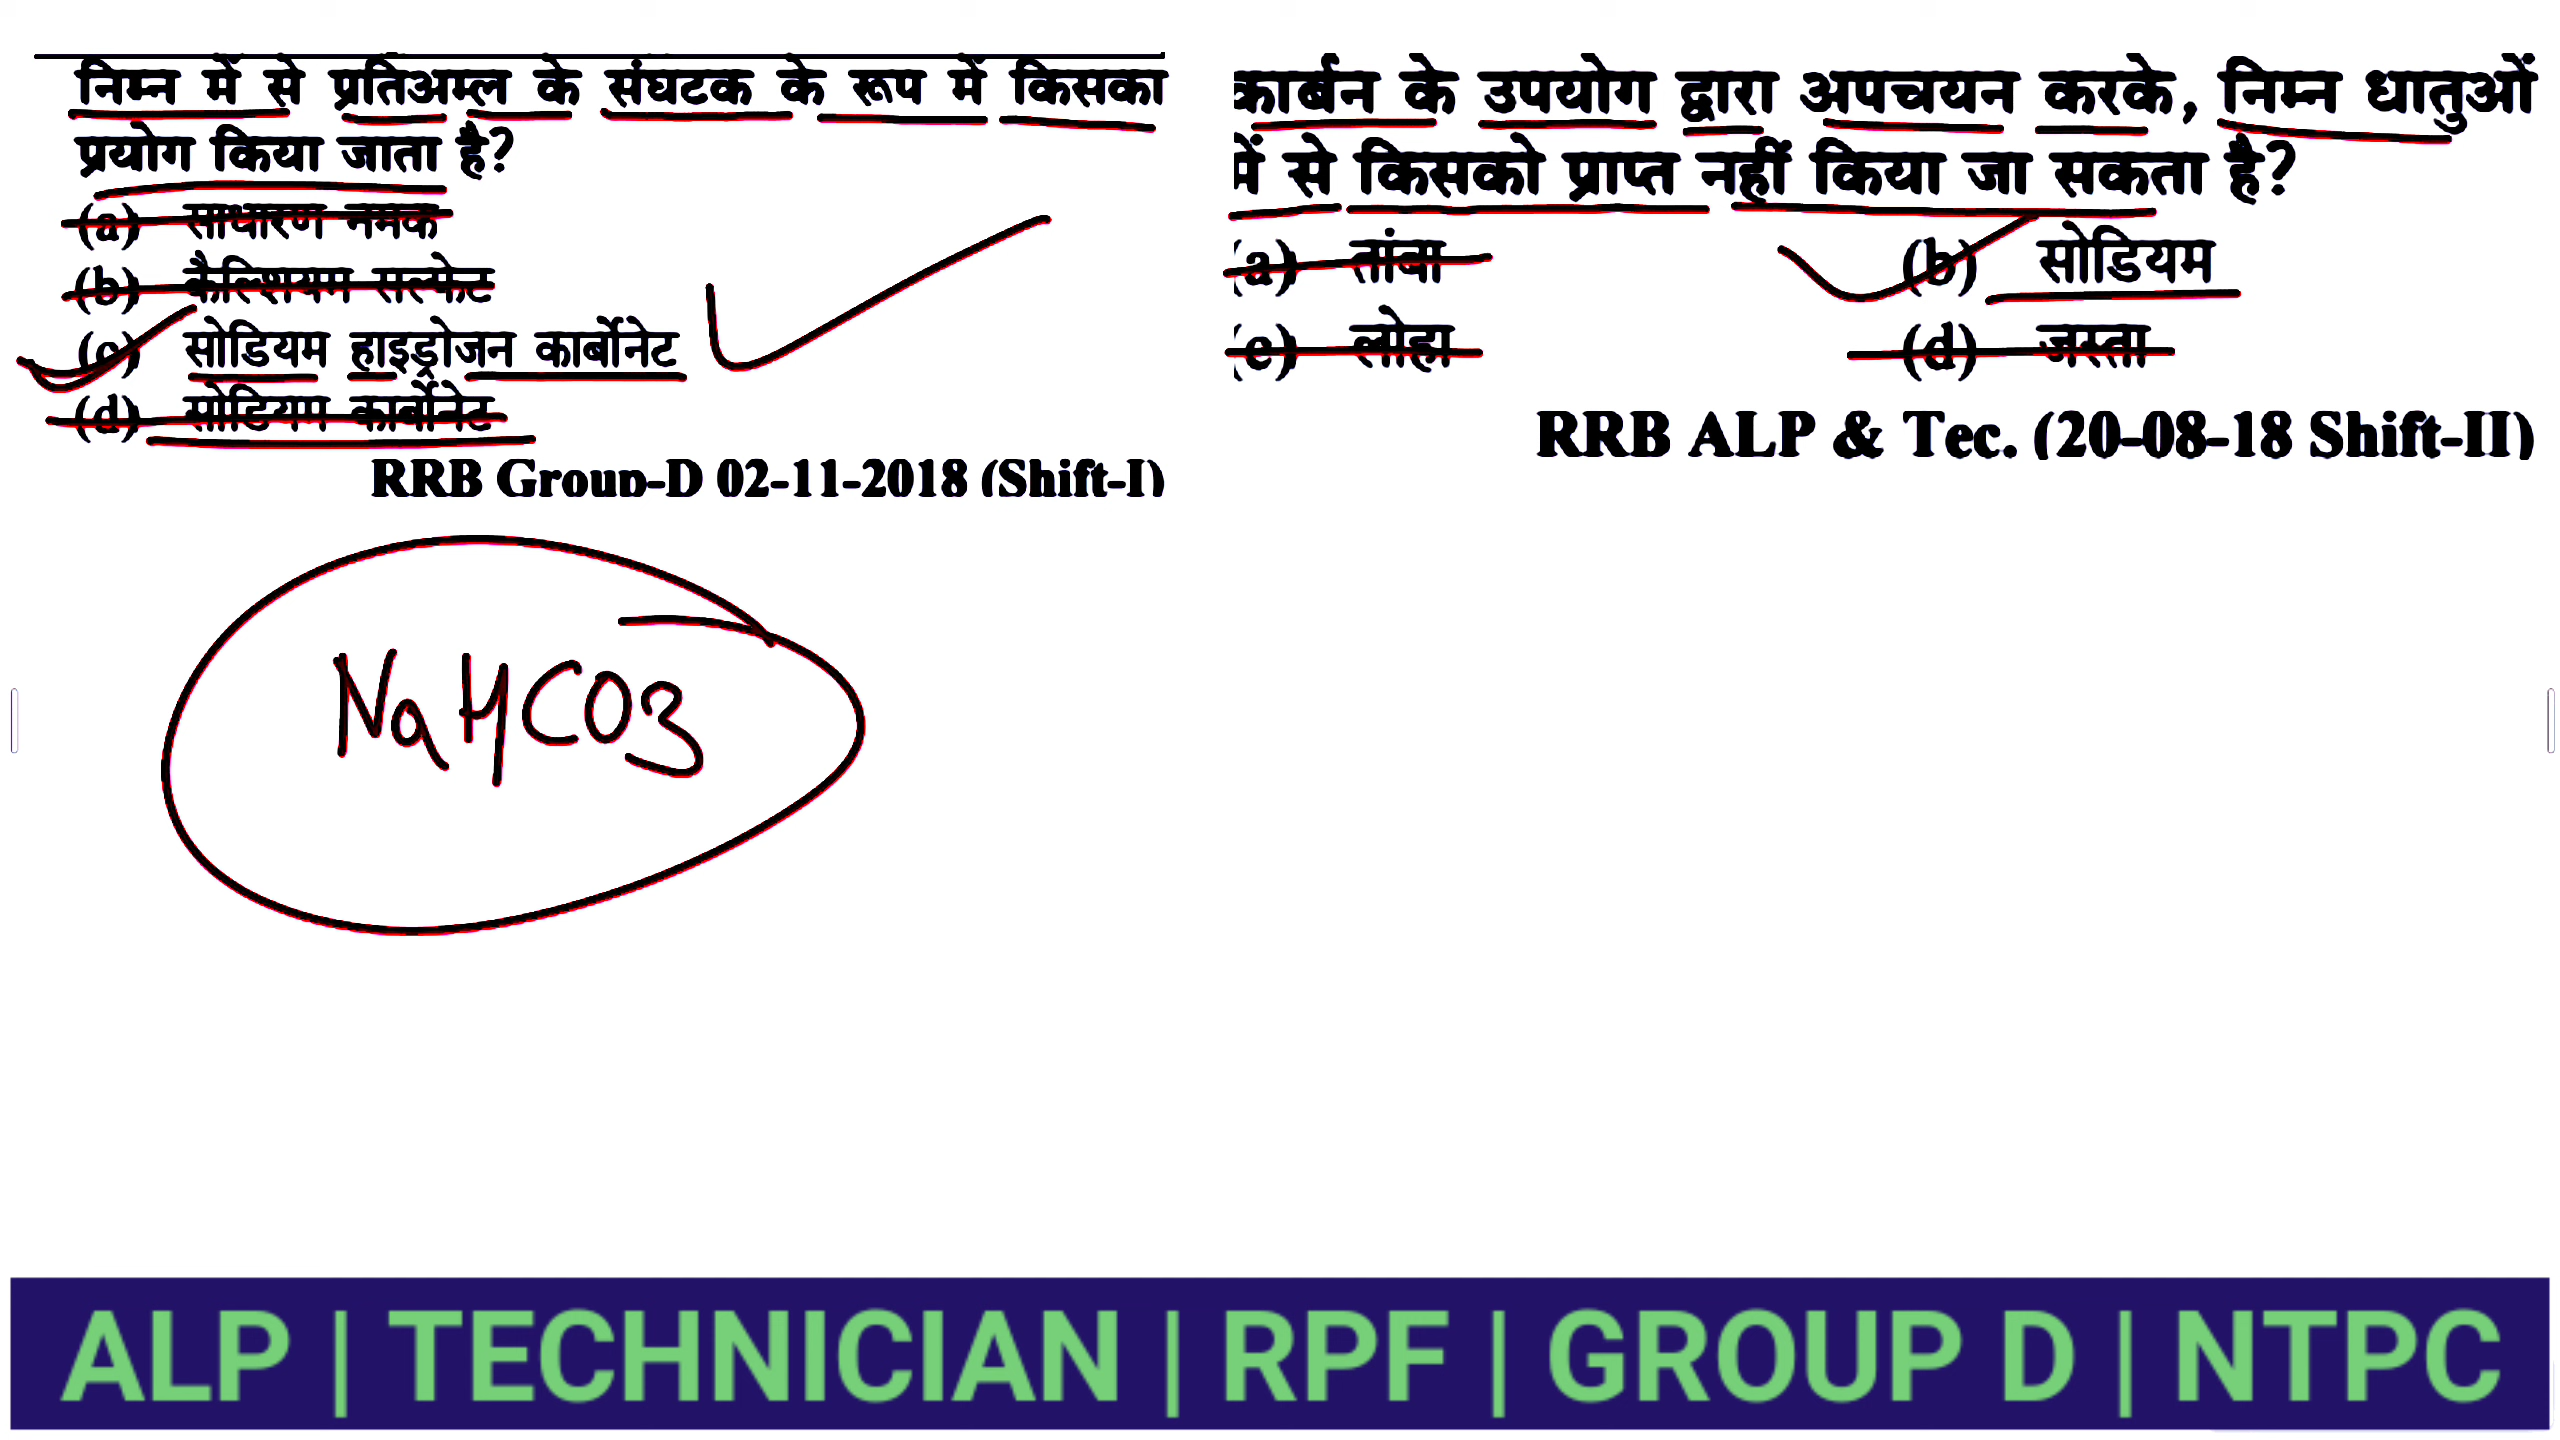 निम्न में से प्रतिअम्ल के संघटक के रूप में किसका
प्रयोग किया जाता है?
(a) साधारण नमक
(b) कैल्शियम सल्फेट
(c) सोडियम हाइड्रोजन कार्बोनेट
(d) सोडियम कार्बोनेट
RRB Group-D 02-11-2018 (Shift-I)
NaHCO3
कार्बन के उपयोग द्वारा अपचयन करके, निम्न धातुओं
में से किसको प्राप्त नहीं किया जा सकता है?
(a) तांबा (b) सोडियम
(c) लोहा (d) जस्ता
RRB ALP & Tec. (20-08-18 Shift-II)
ALP | TECHNICIAN | RPF | GROUP D | NTPC